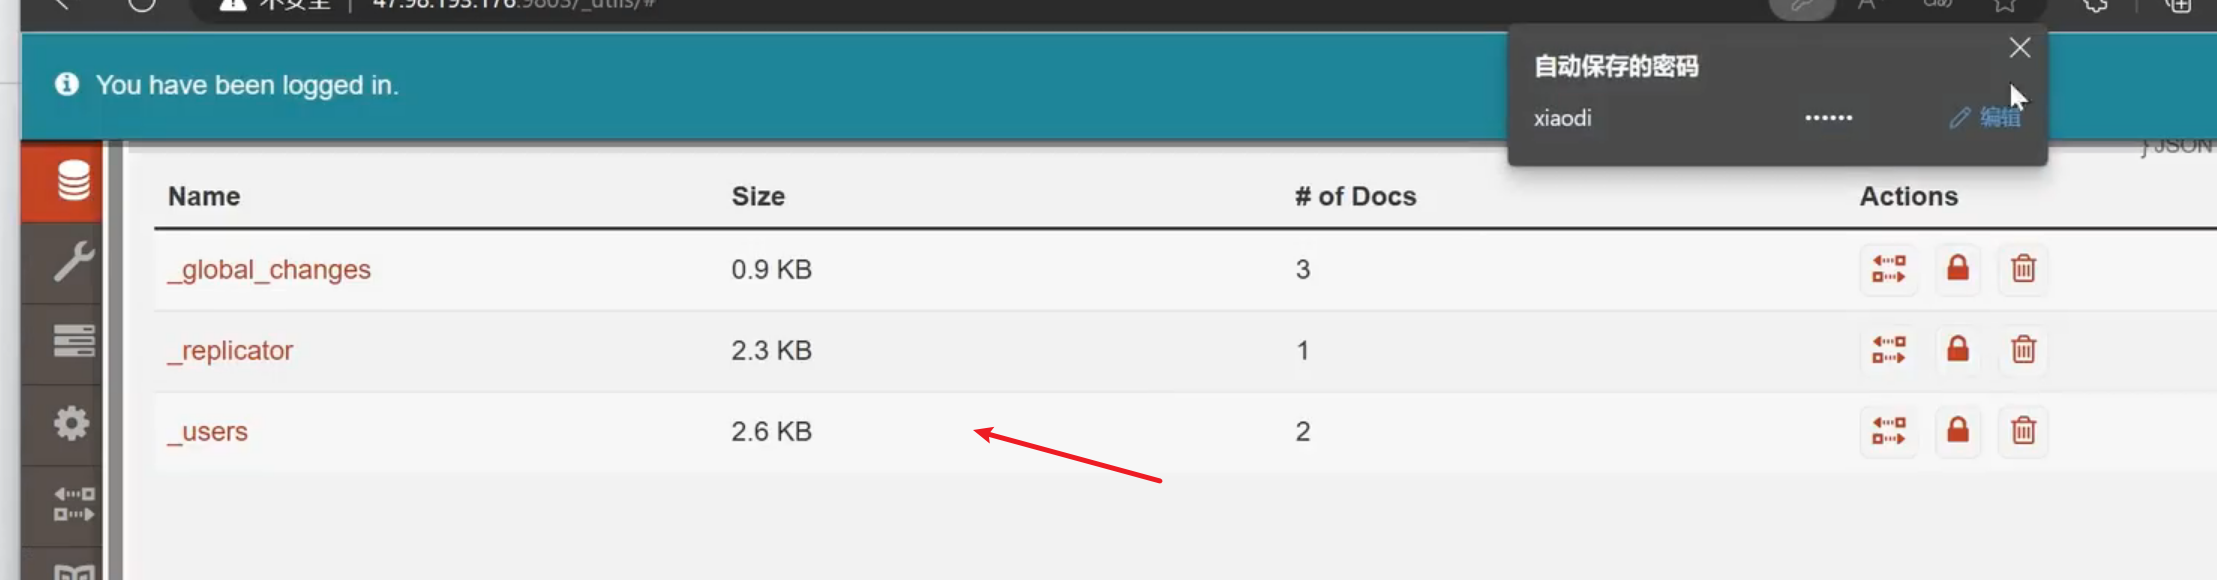 不安全 47.98.193.176:9803/_utils/#
You have been logged in.
自动保存的密码
xiaodi •••••• 编辑
} JSON
Name Size # of Docs Actions
_global_changes 0.9 KB 3
_replicator 2.3 KB 1
_users 2.6 KB 2